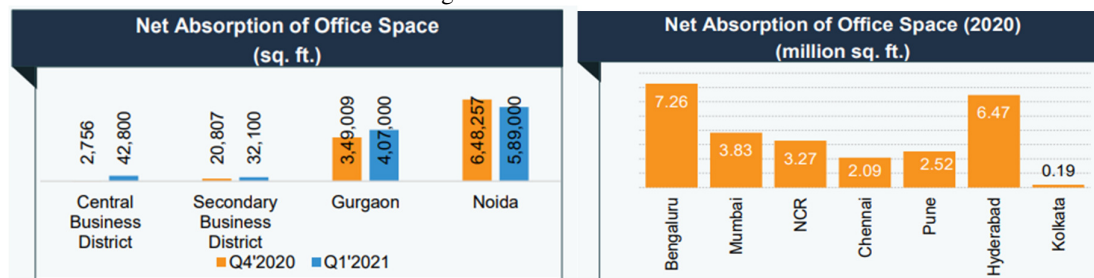 Net Absorption of Office Space
(sq. ft.)
2,756
42,800
20,807
32,100
3,49,009
4,07,000
6,48,257
5,89,000
Central
Business
District
Secondary
Business
District
Gurgaon
Noida
Q4'2020
Q1'2021
Net Absorption of Office Space (2020)
(million sq. ft.)
7.26
3.83
3.27
2.09
2.52
6.47
0.19
Bengaluru
Mumbai
NCR
Chennai
Pune
Hyderabad
Kolkata